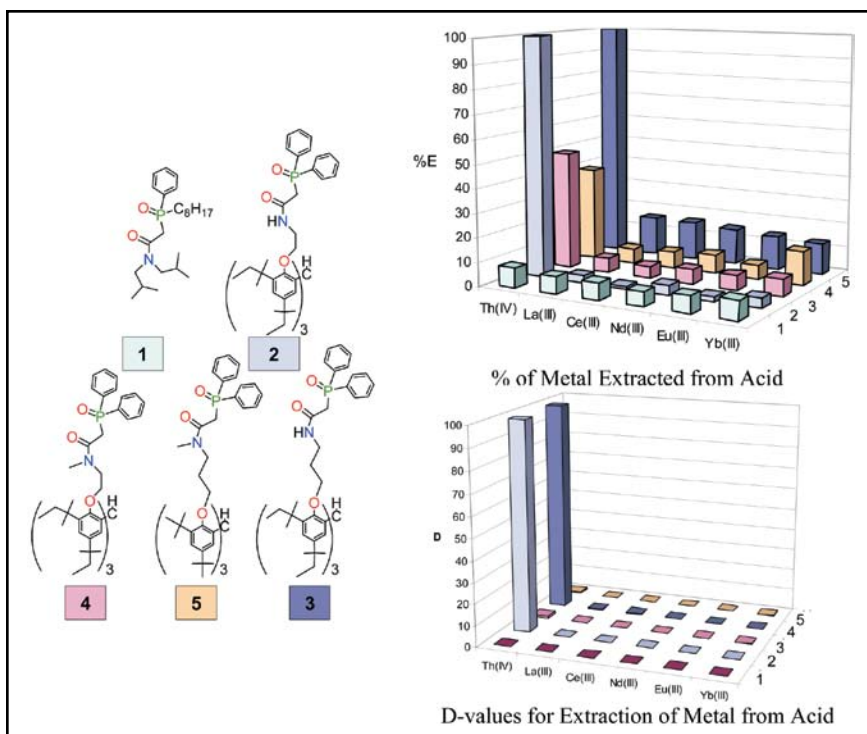 O
P
C8H17
O
N
1
O
P
O
N
H
O
H
C
3
2
O
P
O
N
O
H
C
3
4
O
P
O
N
O
H
C
3
5
O
P
O
HN
O
H
C
3
3
100
90
80
70
60
50
40
30
20
10
0
%E
Th(IV)
La(III)
Ce(III)
Nd(III)
Eu(III)
Yb(III)
1
2
3
4
5
% of Metal Extracted from Acid
100
90
80
70
60
50
40
30
20
10
0
D
Th(IV)
La(III)
Ce(III)
Nd(III)
Eu(III)
Yb(III)
1
2
3
4
5
D-values for Extraction of Metal from Acid